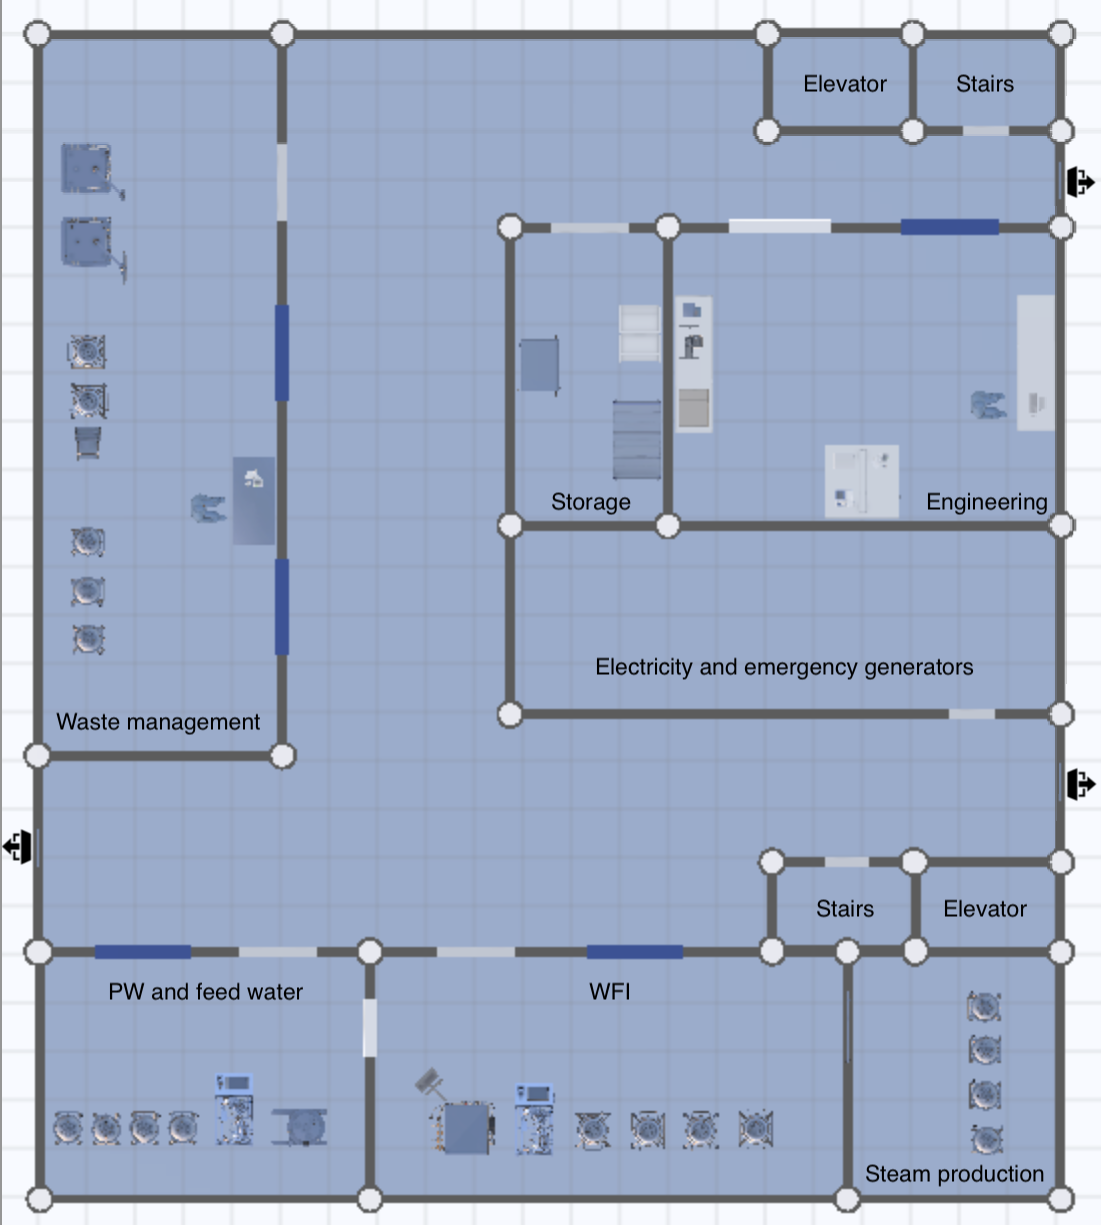 Elevator
Stairs
Storage
Engineering
Electricity and emergency generators
Waste management
Stairs
Elevator
PW and feed water
WFI
Steam production